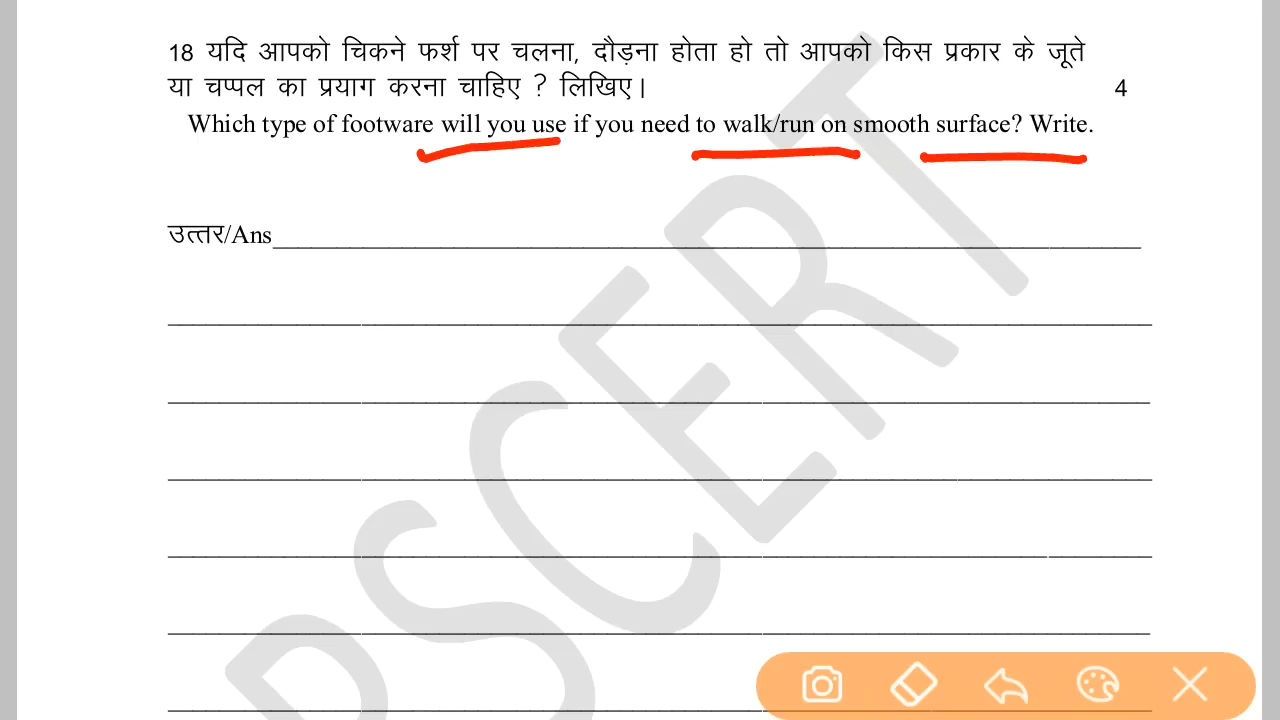 18 यदि आपको चिकने फर्श पर चलना, दौड़ना होता हो तो आपको किस प्रकार के जूते
या चप्पल का प्रयाग करना चाहिए ? लिखिए। 4
Which type of footware will you use if you need to walk/run on smooth surface? Write.
उत्तर/Ans
SCERT